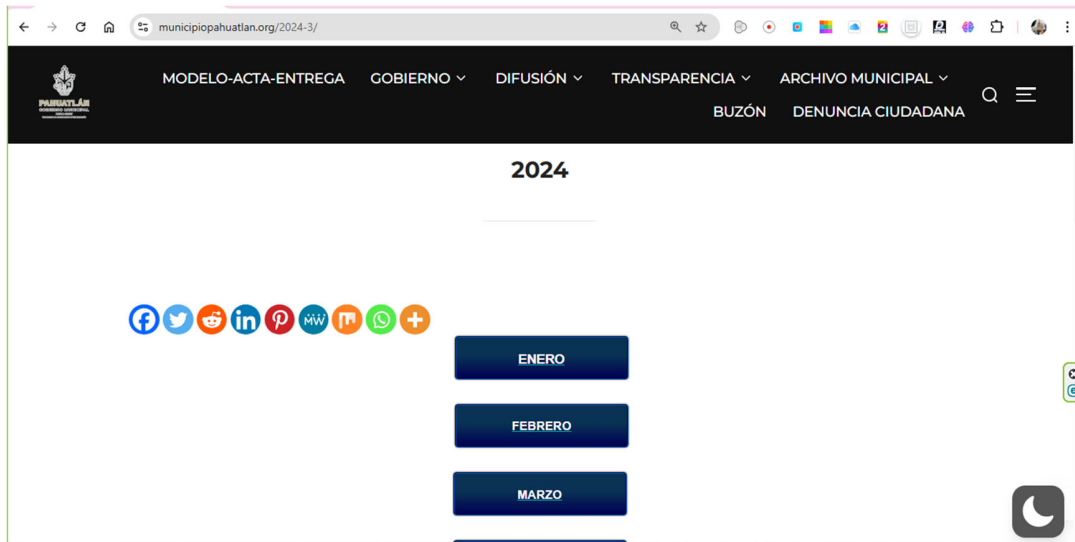 municipiopahuatlan.org/2024-3/
MODELO-ACTA-ENTREGA GOBIERNO DIFUSIÓN TRANSPARENCIA ARCHIVO MUNICIPAL
BUZÓN DENUNCIA CIUDADANA
PAHUATLÁN
2024
ENERO
FEBRERO
MARZO